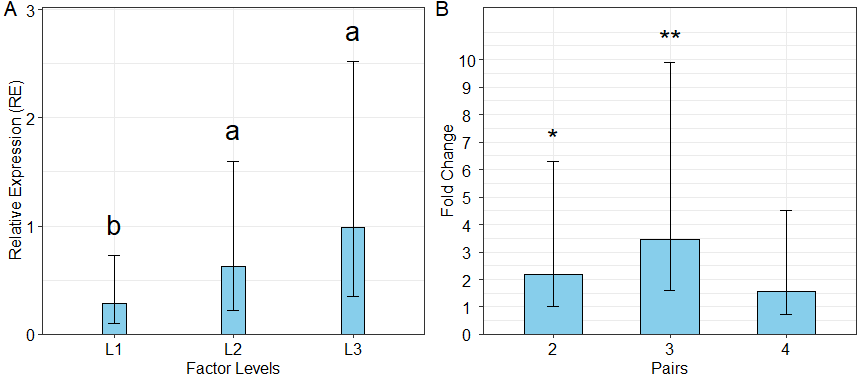 A
Relative Expression (RE)
3
2
1
0
b
a
a
L1 L2 L3
Factor Levels
B
Fold Change
10
9
8
7
6
5
4
3
2
1
0
*
**
2 3 4
Pairs